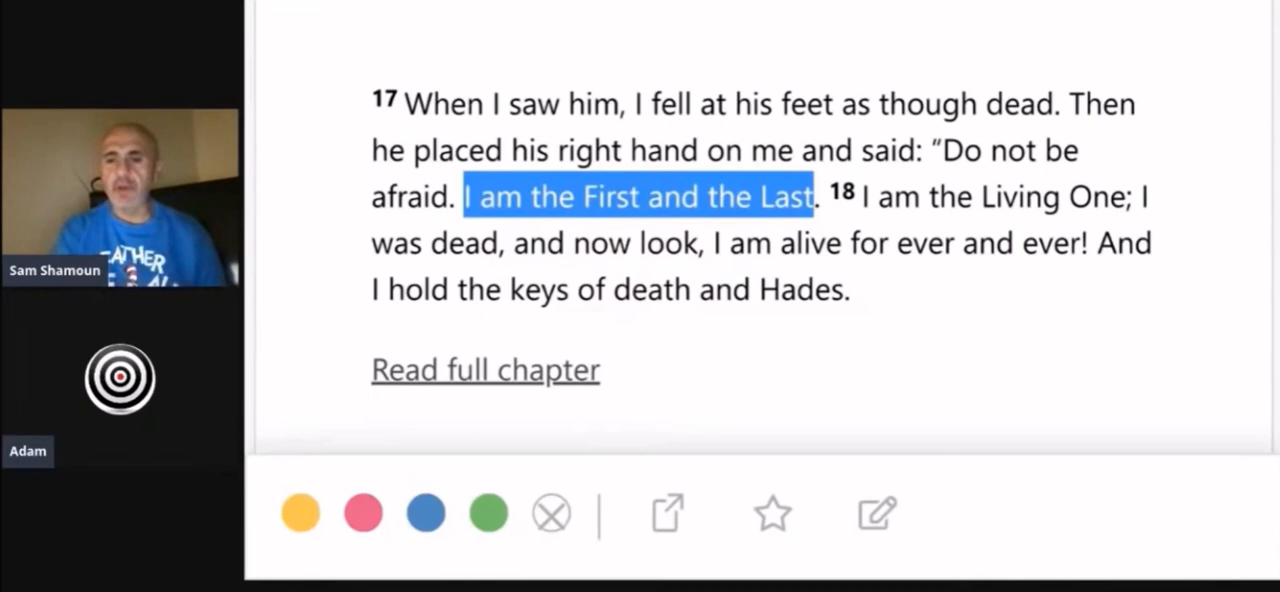 17 When I saw him, I fell at his feet as though dead. Then
he placed his right hand on me and said: “Do not be
afraid. I am the First and the Last. 18 I am the Living One; I
was dead, and now look, I am alive for ever and ever! And
I hold the keys of death and Hades.
Read full chapter
Sam Shamoun
Adam